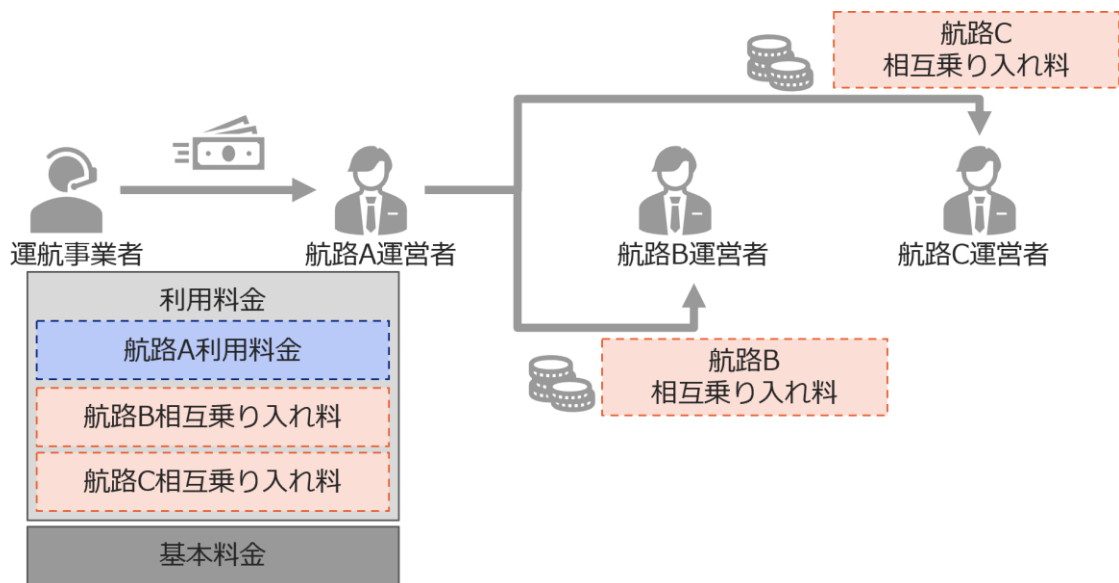 航路C
相互乗り入れ料
運航事業者
航路A運営者
航路B運営者
航路C運営者
利用料金
航路A利用料金
航路B相互乗り入れ料
航路C相互乗り入れ料
基本料金
航路B
相互乗り入れ料